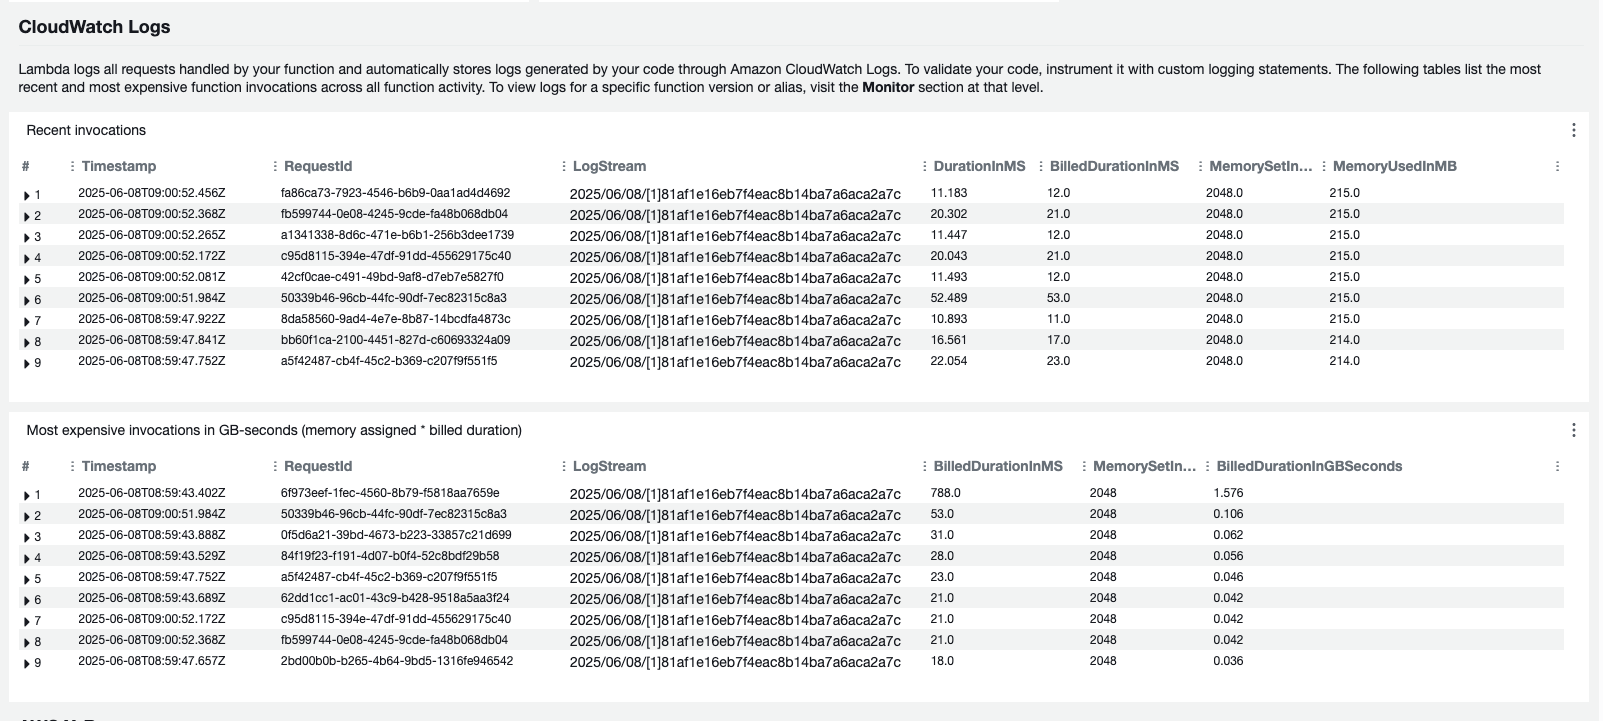 CloudWatch Logs
Lambda logs all requests handled by your function and automatically stores logs generated by your code through Amazon CloudWatch Logs. To validate your code, instrument it with custom logging statements. The following tables list the most
recent and most expensive function invocations across all function activity. To view logs for a specific function version or alias, visit the Monitor section at that level.
Recent invocations
# Timestamp RequestId LogStream DurationInMS BilledDurationInMS MemorySetIn... MemoryUsedInMB
1 2025-06-08T09:00:52.456Z fa86ca73-7923-4546-b6b9-0aa1ad4d4692 2025/06/08/[1]81af1e16eb7f4eac8b14ba7a6aca2a7c 11.183 12.0 2048.0 215.0
2 2025-06-08T09:00:52.368Z fb599744-0e08-4245-9cde-fa48b068db04 2025/06/08/[1]81af1e16eb7f4eac8b14ba7a6aca2a7c 20.302 21.0 2048.0 215.0
3 2025-06-08T09:00:52.265Z a1341338-8d6c-471e-b6b1-256b3dee1739 2025/06/08/[1]81af1e16eb7f4eac8b14ba7a6aca2a7c 11.447 12.0 2048.0 215.0
4 2025-06-08T09:00:52.172Z c95d8115-394e-47df-91dd-455629175c40 2025/06/08/[1]81af1e16eb7f4eac8b14ba7a6aca2a7c 20.043 21.0 2048.0 215.0
5 2025-06-08T09:00:52.081Z 42cf0cae-c491-49bd-9af8-d7eb7e5827f0 2025/06/08/[1]81af1e16eb7f4eac8b14ba7a6aca2a7c 11.493 12.0 2048.0 215.0
6 2025-06-08T09:00:51.984Z 50339b46-96cb-44fc-90df-7ec82315c8a3 2025/06/08/[1]81af1e16eb7f4eac8b14ba7a6aca2a7c 52.489 53.0 2048.0 215.0
7 2025-06-08T08:59:47.922Z 8da58560-9ad4-4e7e-8b87-14bcdfa4873c 2025/06/08/[1]81af1e16eb7f4eac8b14ba7a6aca2a7c 10.893 11.0 2048.0 215.0
8 2025-06-08T08:59:47.841Z bb60f1ca-2100-4451-827d-c60693324a09 2025/06/08/[1]81af1e16eb7f4eac8b14ba7a6aca2a7c 16.561 17.0 2048.0 214.0
9 2025-06-08T08:59:47.752Z a5f42487-cb4f-45c2-b369-c207f9f551f5 2025/06/08/[1]81af1e16eb7f4eac8b14ba7a6aca2a7c 22.054 23.0 2048.0 214.0
Most expensive invocations in GB-seconds (memory assigned * billed duration)
# Timestamp RequestId LogStream BilledDurationInMS MemorySetIn... BilledDurationInGBSeconds
1 2025-06-08T08:59:43.402Z 6f973eef-1fec-4560-8b79-f5818aa7659e 2025/06/08/[1]81af1e16eb7f4eac8b14ba7a6aca2a7c 788.0 2048 1.576
2 2025-06-08T09:00:51.984Z 50339b46-96cb-44fc-90df-7ec82315c8a3 2025/06/08/[1]81af1e16eb7f4eac8b14ba7a6aca2a7c 53.0 2048 0.106
3 2025-06-08T08:59:43.888Z 0f5d6a21-39bd-4673-b223-33857c21d699 2025/06/08/[1]81af1e16eb7f4eac8b14ba7a6aca2a7c 31.0 2048 0.062
4 2025-06-08T08:59:43.529Z 84f19f23-f191-4d07-b0f4-52c8bdf29b58 2025/06/08/[1]81af1e16eb7f4eac8b14ba7a6aca2a7c 28.0 2048 0.056
5 2025-06-08T08:59:47.752Z a5f42487-cb4f-45c2-b369-c207f9f551f5 2025/06/08/[1]81af1e16eb7f4eac8b14ba7a6aca2a7c 23.0 2048 0.046
6 2025-06-08T08:59:43.689Z 62dd1cc1-ac01-43c9-b428-9518a5aa3f24 2025/06/08/[1]81af1e16eb7f4eac8b14ba7a6aca2a7c 21.0 2048 0.042
7 2025-06-08T09:00:52.172Z c95d8115-394e-47df-91dd-455629175c40 2025/06/08/[1]81af1e16eb7f4eac8b14ba7a6aca2a7c 21.0 2048 0.042
8 2025-06-08T09:00:52.368Z fb599744-0e08-4245-9cde-fa48b068db04 2025/06/08/[1]81af1e16eb7f4eac8b14ba7a6aca2a7c 21.0 2048 0.042
9 2025-06-08T08:59:47.657Z 2bd00b0b-b265-4b64-9bd5-1316fe946542 2025/06/08/[1]81af1e16eb7f4eac8b14ba7a6aca2a7c 18.0 2048 0.036